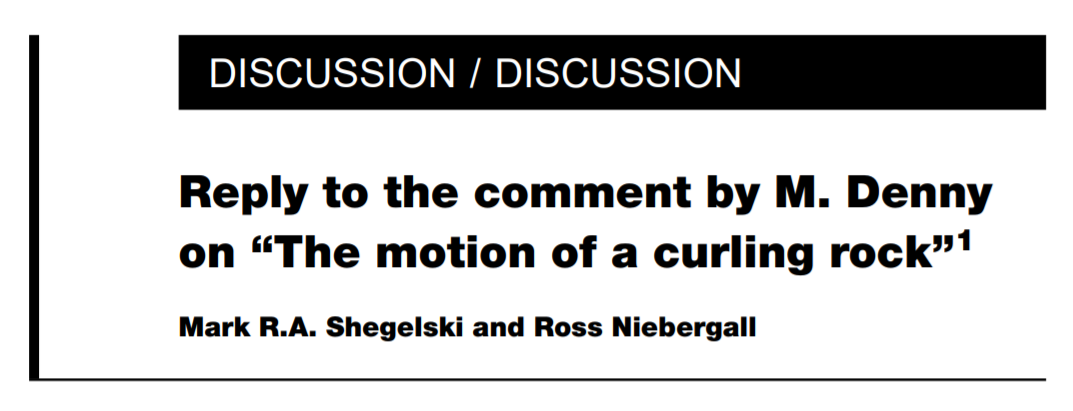 DISCUSSION / DISCUSSION
Reply to the comment by M. Denny
on “The motion of a curling rock”¹
Mark R.A. Shegelski and Ross Niebergall